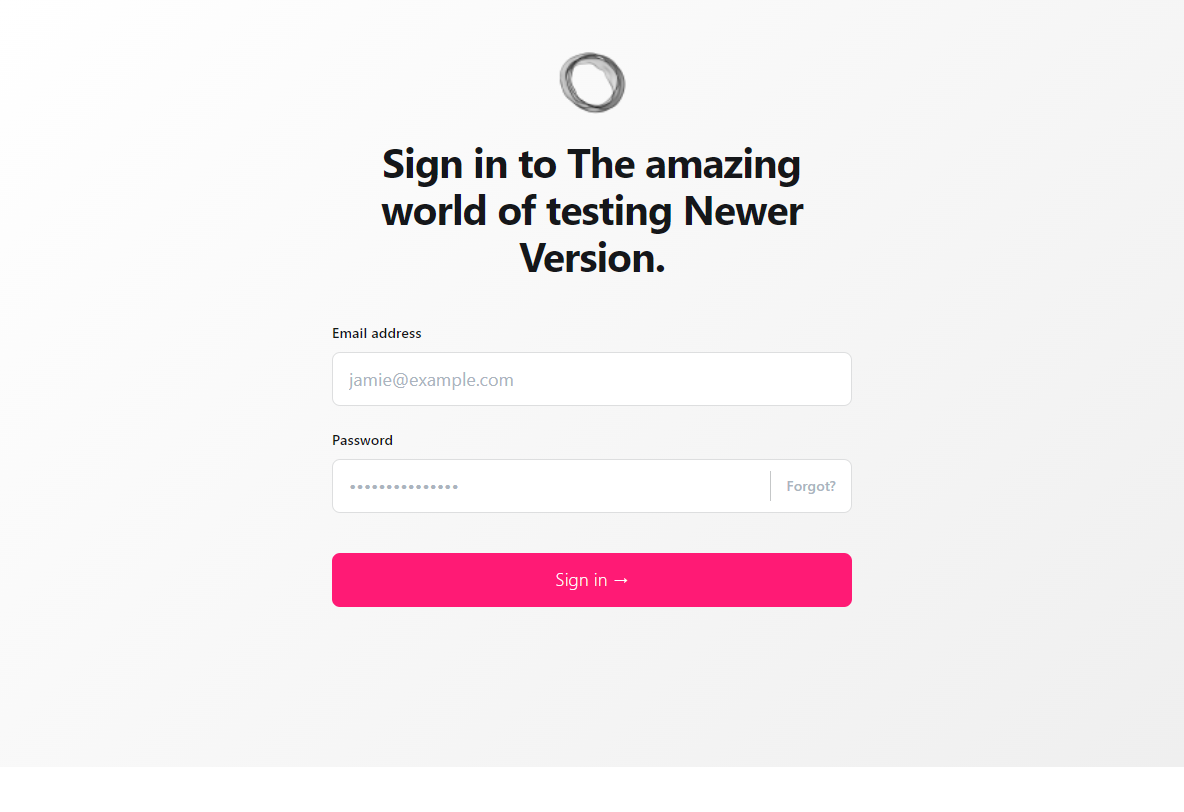 Sign in to The amazing
world of testing Newer
Version.
Email address
jamie@example.com
Password
•••••••••••••••
Forgot?
Sign in →